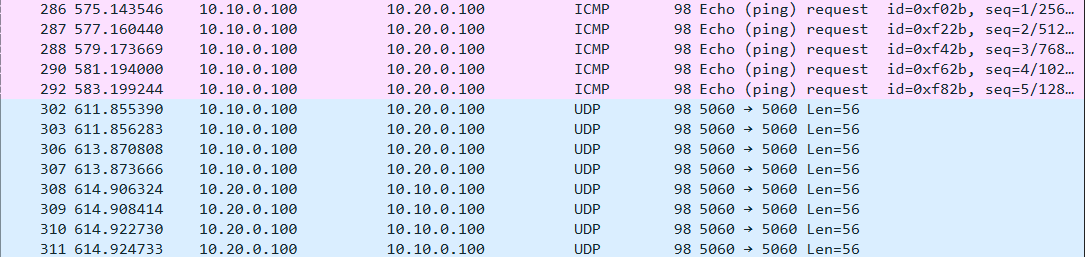 286 575.143546 10.10.0.100 10.20.0.100 ICMP 98 Echo (ping) request id=0xf02b, seq=1/256…
287 577.160440 10.10.0.100 10.20.0.100 ICMP 98 Echo (ping) request id=0xf22b, seq=2/512…
288 579.173669 10.10.0.100 10.20.0.100 ICMP 98 Echo (ping) request id=0xf42b, seq=3/768…
290 581.194000 10.10.0.100 10.20.0.100 ICMP 98 Echo (ping) request id=0xf62b, seq=4/102…
292 583.199244 10.10.0.100 10.20.0.100 ICMP 98 Echo (ping) request id=0xf82b, seq=5/128…
302 611.855390 10.10.0.100 10.20.0.100 UDP 98 5060 → 5060 Len=56
303 611.856283 10.10.0.100 10.20.0.100 UDP 98 5060 → 5060 Len=56
306 613.870808 10.10.0.100 10.20.0.100 UDP 98 5060 → 5060 Len=56
307 613.873666 10.10.0.100 10.20.0.100 UDP 98 5060 → 5060 Len=56
308 614.906324 10.20.0.100 10.10.0.100 UDP 98 5060 → 5060 Len=56
309 614.908414 10.20.0.100 10.10.0.100 UDP 98 5060 → 5060 Len=56
310 614.922730 10.20.0.100 10.10.0.100 UDP 98 5060 → 5060 Len=56
311 614.924733 10.20.0.100 10.10.0.100 UDP 98 5060 → 5060 Len=56